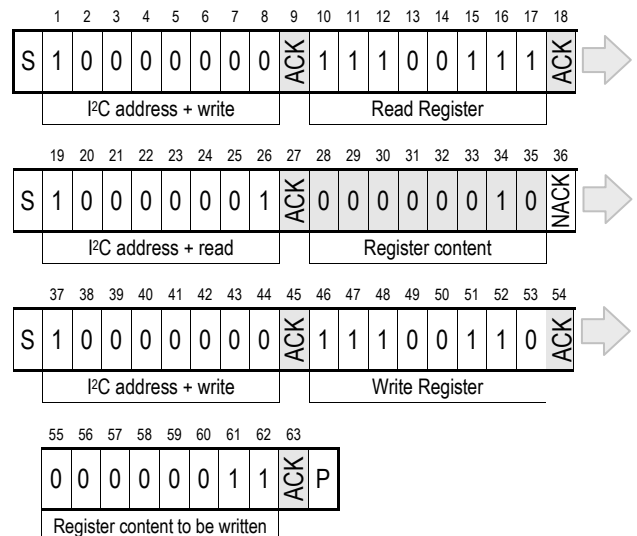 1 2 3 4 5 6 7 8 9 10 11 12 13 14 15 16 17 18
S 1 0 0 0 0 0 0 0 ACK 1 1 1 0 0 1 1 1 ACK
I²C address + write Read Register
19 20 21 22 23 24 25 26 27 28 29 30 31 32 33 34 35 36
S 1 0 0 0 0 0 0 1 ACK 0 0 0 0 0 0 1 0 NACK
I²C address + read Register content
37 38 39 40 41 42 43 44 45 46 47 48 49 50 51 52 53 54
S 1 0 0 0 0 0 0 0 ACK 1 1 1 0 0 1 1 0 ACK
I²C address + write Write Register
55 56 57 58 59 60 61 62 63
0 0 0 0 0 0 1 1 ACK P
Register content to be written